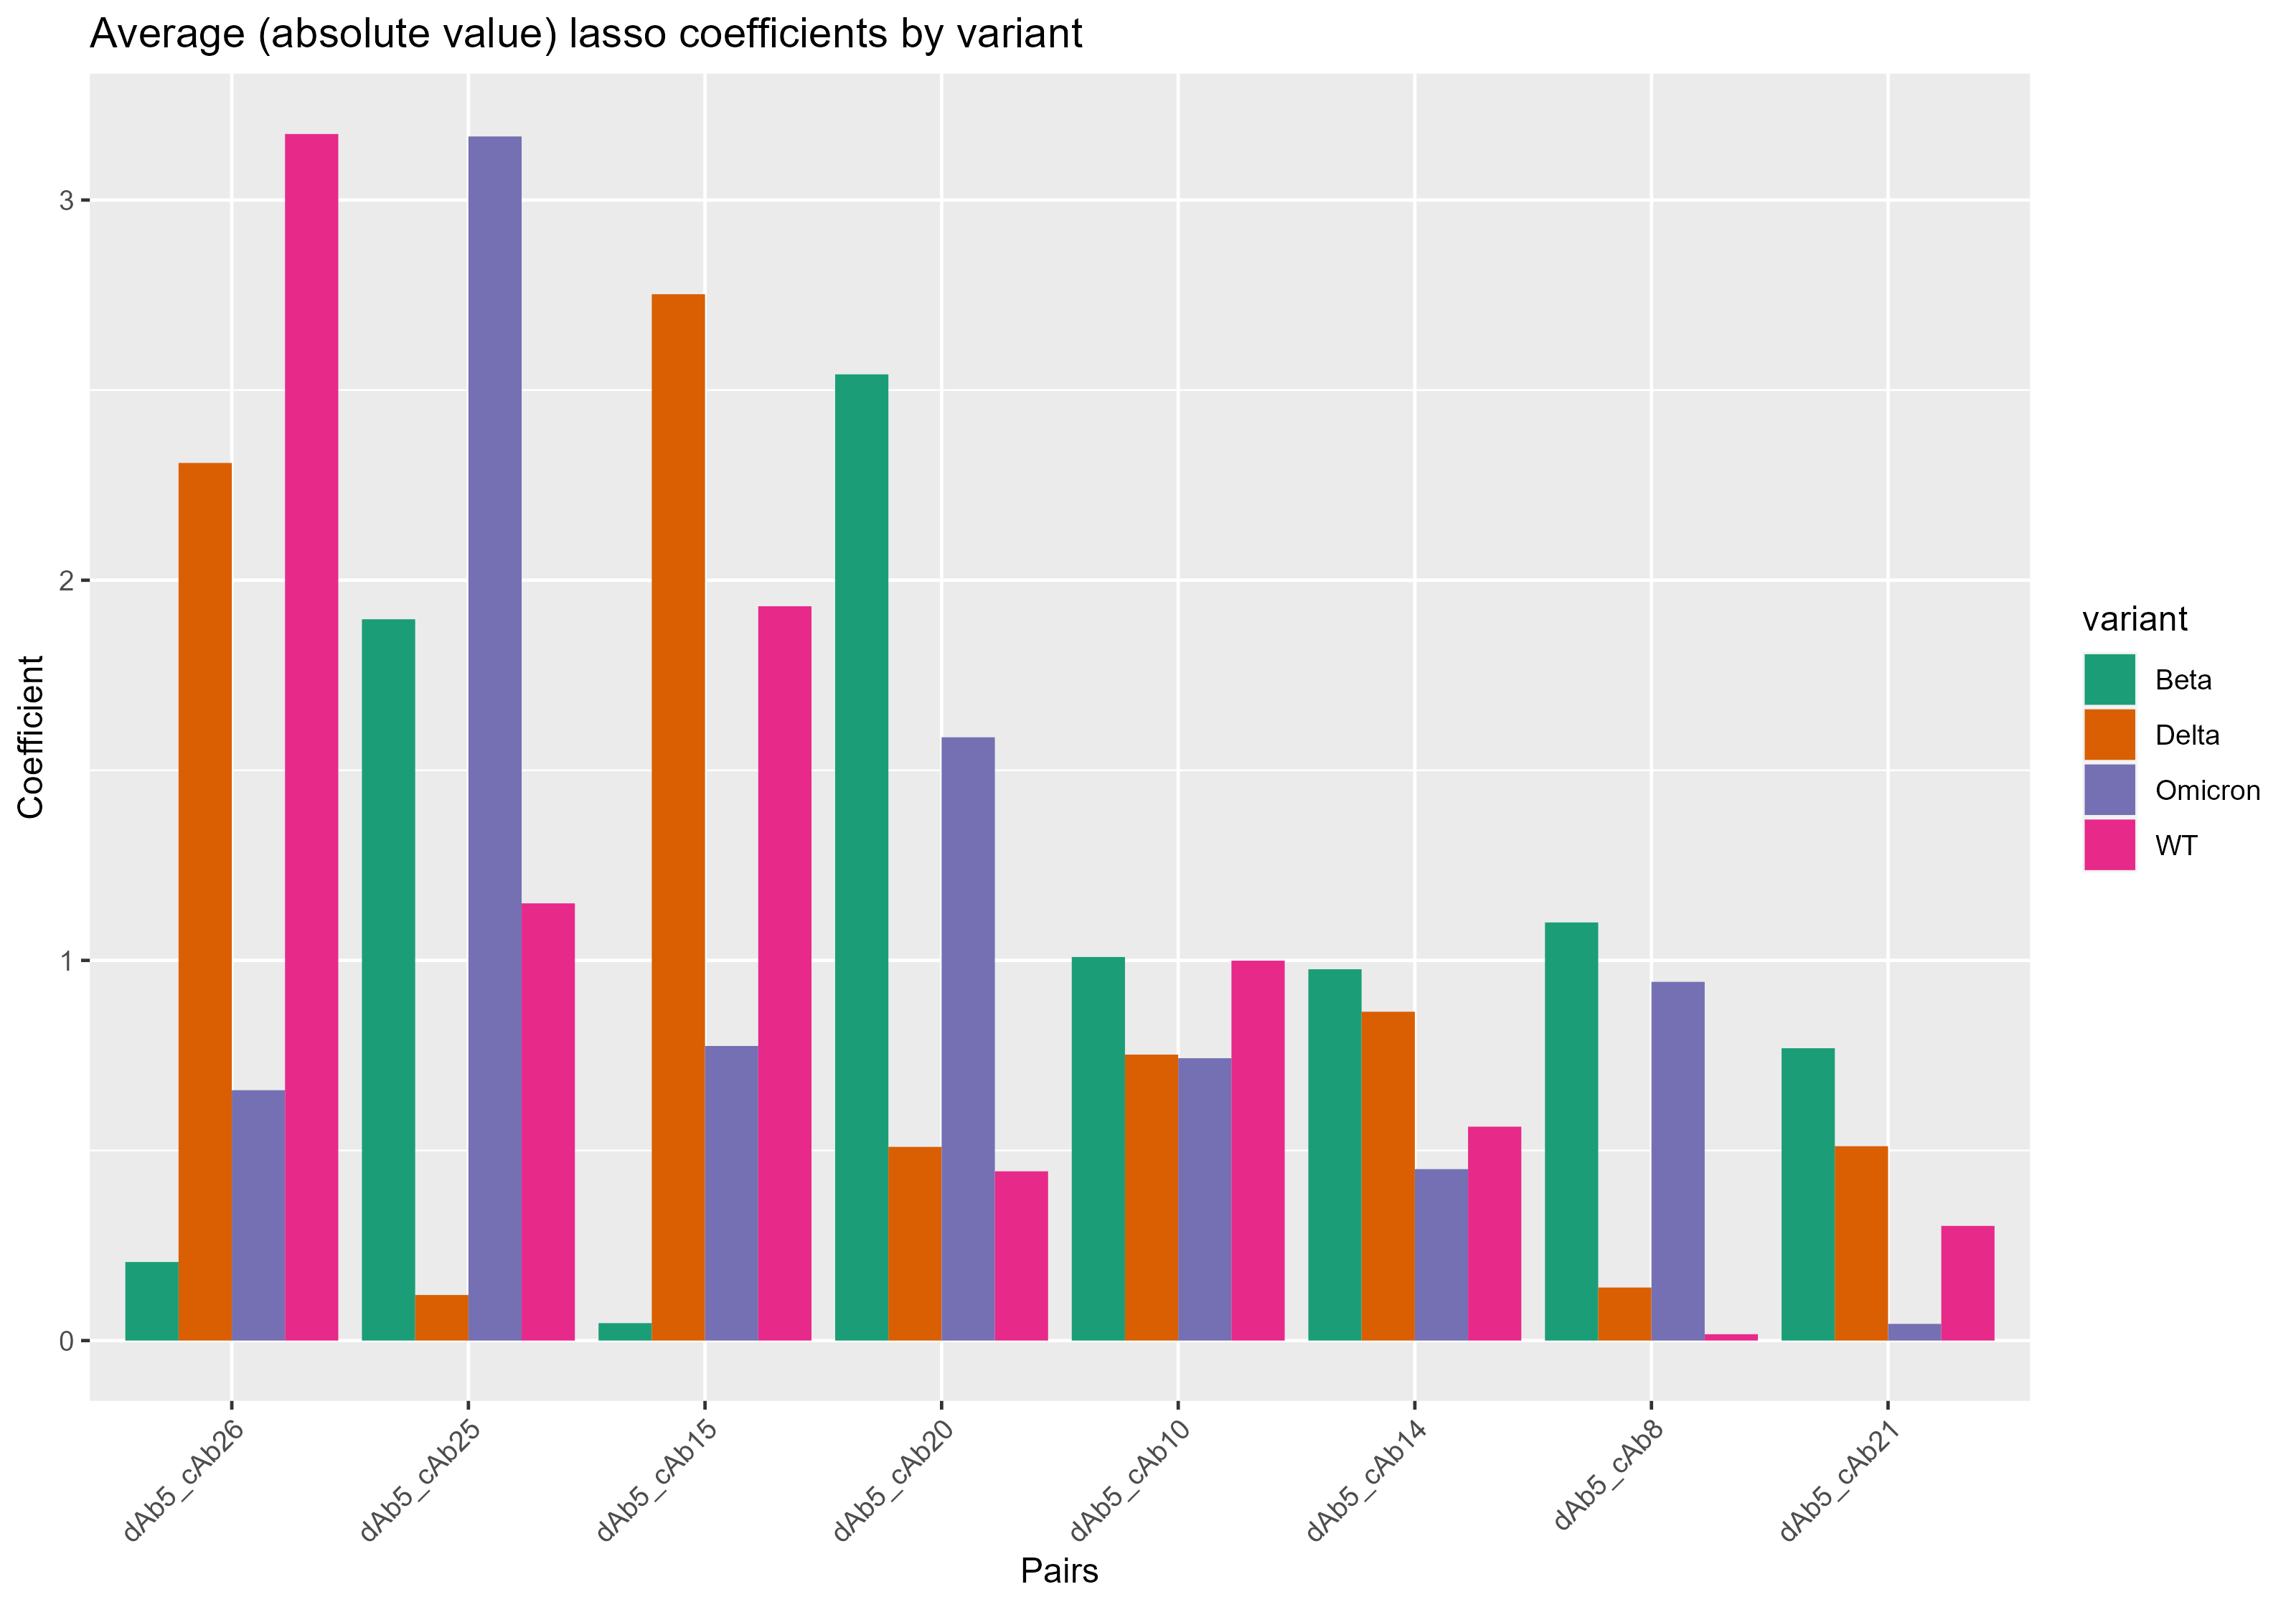 Average (absolute value) lasso coefficients by variant
Coefficient
3
2
1
0
dAb5_cAb26
dAb5_cAb25
dAb5_cAb15
dAb5_cAb20
dAb5_cAb10
dAb5_cAb14
dAb5_cAb8
dAb5_cAb21
Pairs
variant
Beta
Delta
Omicron
WT